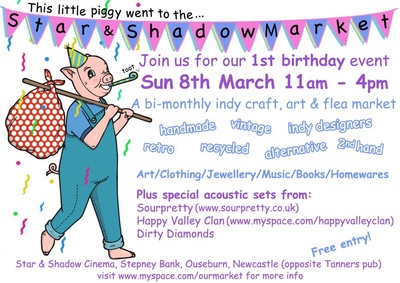 This little piggy went to the...
Star & Shadow Market
toot
Join us for our 1st birthday event
Sun 8th March 11am - 4pm
A bi-monthly indy craft, art & flea market
handmade vintage indy designers
retro recycled alternative 2nd hand
Art/Clothing/Jewellery/Music/Books/Homewares
Plus special acoustic sets from:
Sourpretty (www.sourpretty.co.uk)
Happy Valley Clan (www.myspace.com/happyvalleyclan)
Dirty Diamonds
Free entry!
Star & Shadow Cinema, Stepney Bank, Ouseburn, Newcastle (opposite Tanners pub)
visit www.myspace.com/ourmarket for more info